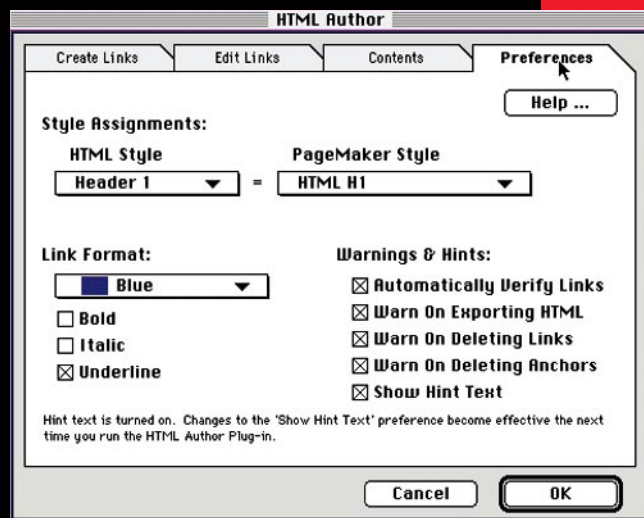 HTML Author
Create Links
Edit Links
Contents
Preferences
Help ...
Style Assignments:
HTML Style
PageMaker Style
Header 1
=
HTML H1
Link Format:
Blue
Bold
Italic
Underline
Warnings & Hints:
Automatically Verify Links
Warn On Exporting HTML
Warn On Deleting Links
Warn On Deleting Anchors
Show Hint Text
Hint text is turned on. Changes to the 'Show Hint Text' preference become effective the next
time you run the HTML Author Plug-in.
Cancel
OK